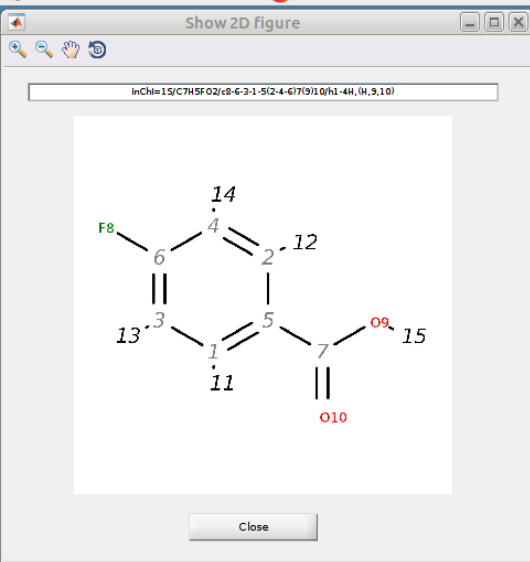 Show 2D figure
InChI=1S/C7H5FO2/c8-6-3-1-5(2-4-6)7(9)10/h1-4H,(H,9,10)
14
F8
4
12
6
2
13
3
5
O9
15
1
7
11
O10
Close